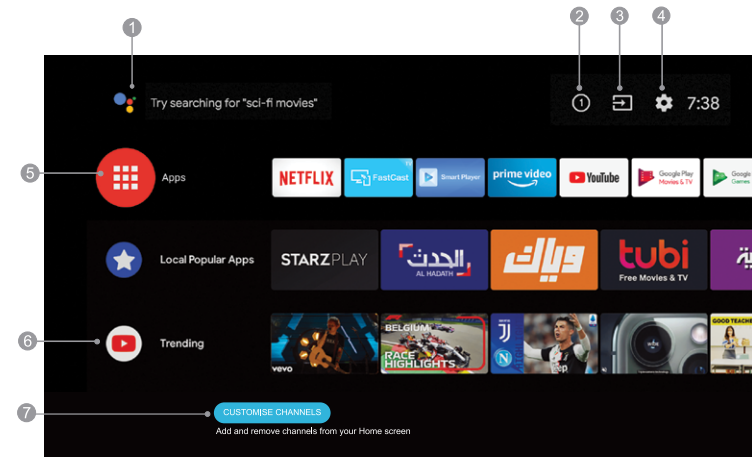 1
2
3
4
Try searching for "sci-fi movies"
1
7:38
5
Apps
NETFLIX
TV
FastCast
Smart Player
prime video
YouTube
Google Play
Movies & TV
Google
Games
Local Popular Apps
STARZPLAY
الحدث
AL HADATH
وياك
tubi
Free Movies & TV
6
Trending
vevo
BELGIUM
RACE
HIGHLIGHTS
J
N
GOOD TEACHE
7
CUSTOMISE CHANNELS
Add and remove channels from your Home screen